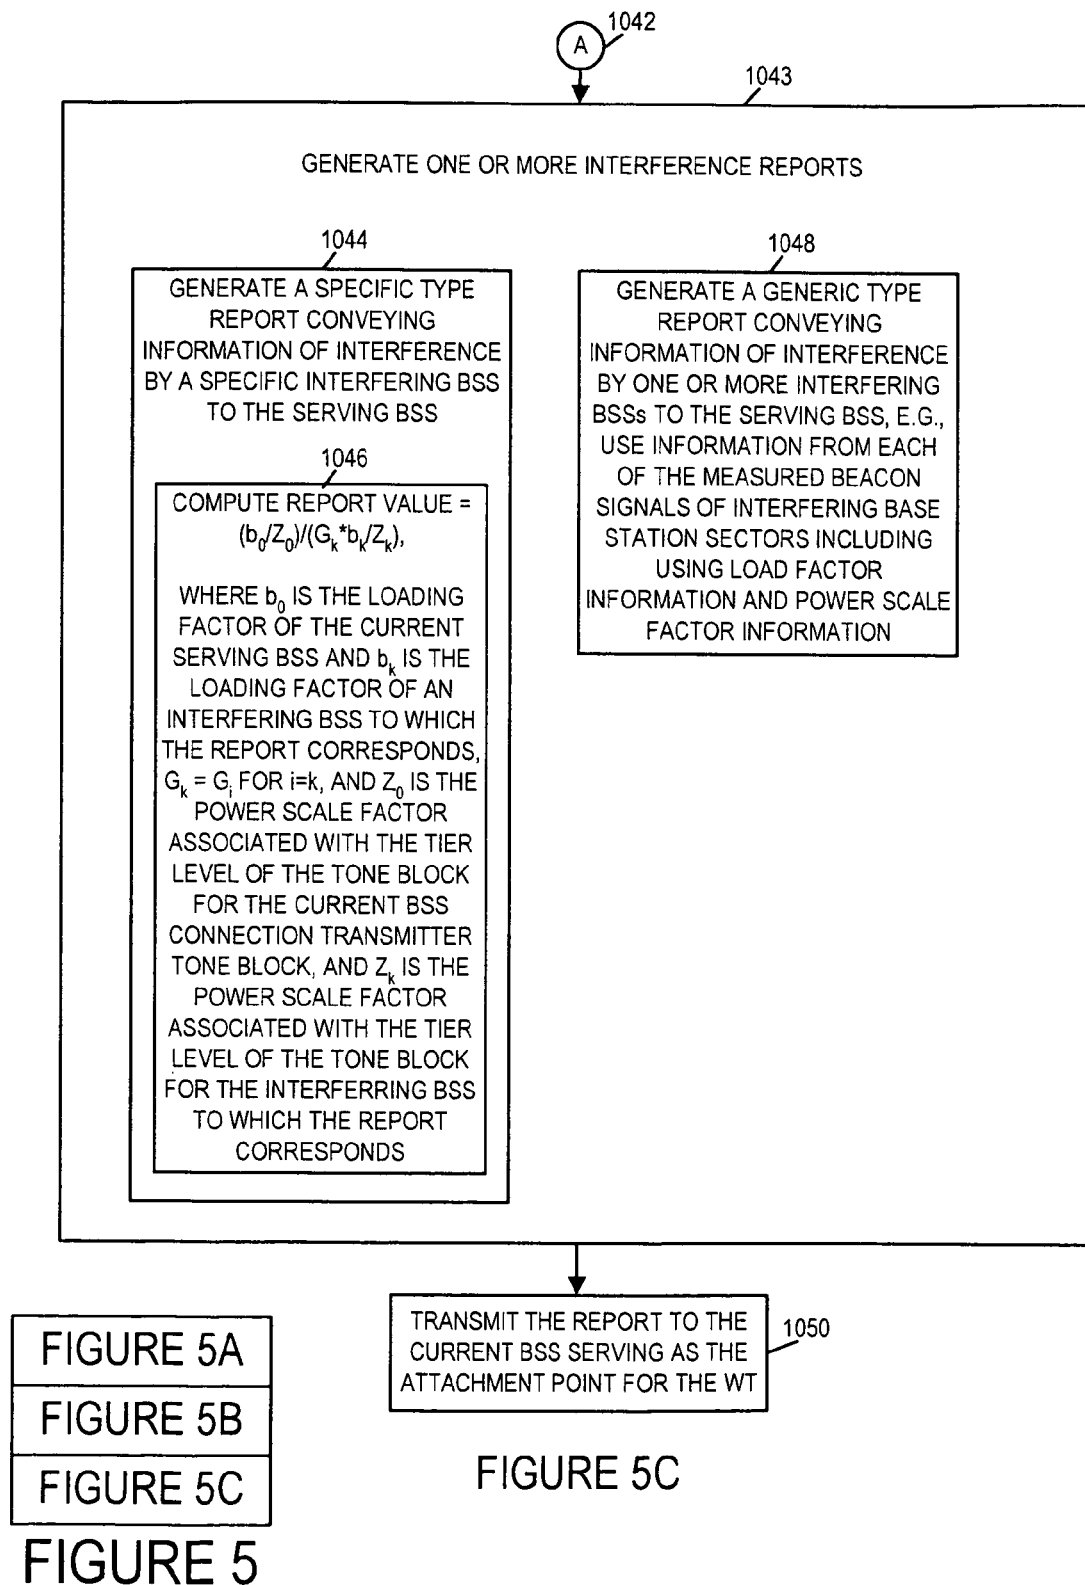 A
1042
1043
GENERATE ONE OR MORE INTERFERENCE REPORTS
1044
GENERATE A SPECIFIC TYPE
REPORT CONVEYING
INFORMATION OF INTERFERENCE
BY A SPECIFIC INTERFERING BSS
TO THE SERVING BSS
1046
COMPUTE REPORT VALUE =
(b0/Z0)/(Gk*bk/Zk),
WHERE b0 IS THE LOADING
FACTOR OF THE CURRENT
SERVING BSS AND bk IS THE
LOADING FACTOR OF AN
INTERFERING BSS TO WHICH
THE REPORT CORRESPONDS,
Gk = Gi FOR i=k, AND Z0 IS THE
POWER SCALE FACTOR
ASSOCIATED WITH THE TIER
LEVEL OF THE TONE BLOCK
FOR THE CURRENT BSS
CONNECTION TRANSMITTER
TONE BLOCK, AND Zk IS THE
POWER SCALE FACTOR
ASSOCIATED WITH THE TIER
LEVEL OF THE TONE BLOCK
FOR THE INTERFERRING BSS
TO WHICH THE REPORT
CORRESPONDS
1048
GENERATE A GENERIC TYPE
REPORT CONVEYING
INFORMATION OF INTERFERENCE
BY ONE OR MORE INTERFERING
BSSs TO THE SERVING BSS, E.G.,
USE INFORMATION FROM EACH
OF THE MEASURED BEACON
SIGNALS OF INTERFERING BASE
STATION SECTORS INCLUDING
USING LOAD FACTOR
INFORMATION AND POWER SCALE
FACTOR INFORMATION
TRANSMIT THE REPORT TO THE
CURRENT BSS SERVING AS THE
ATTACHMENT POINT FOR THE WT
1050
FIGURE 5A
FIGURE 5B
FIGURE 5C
FIGURE 5
FIGURE 5C